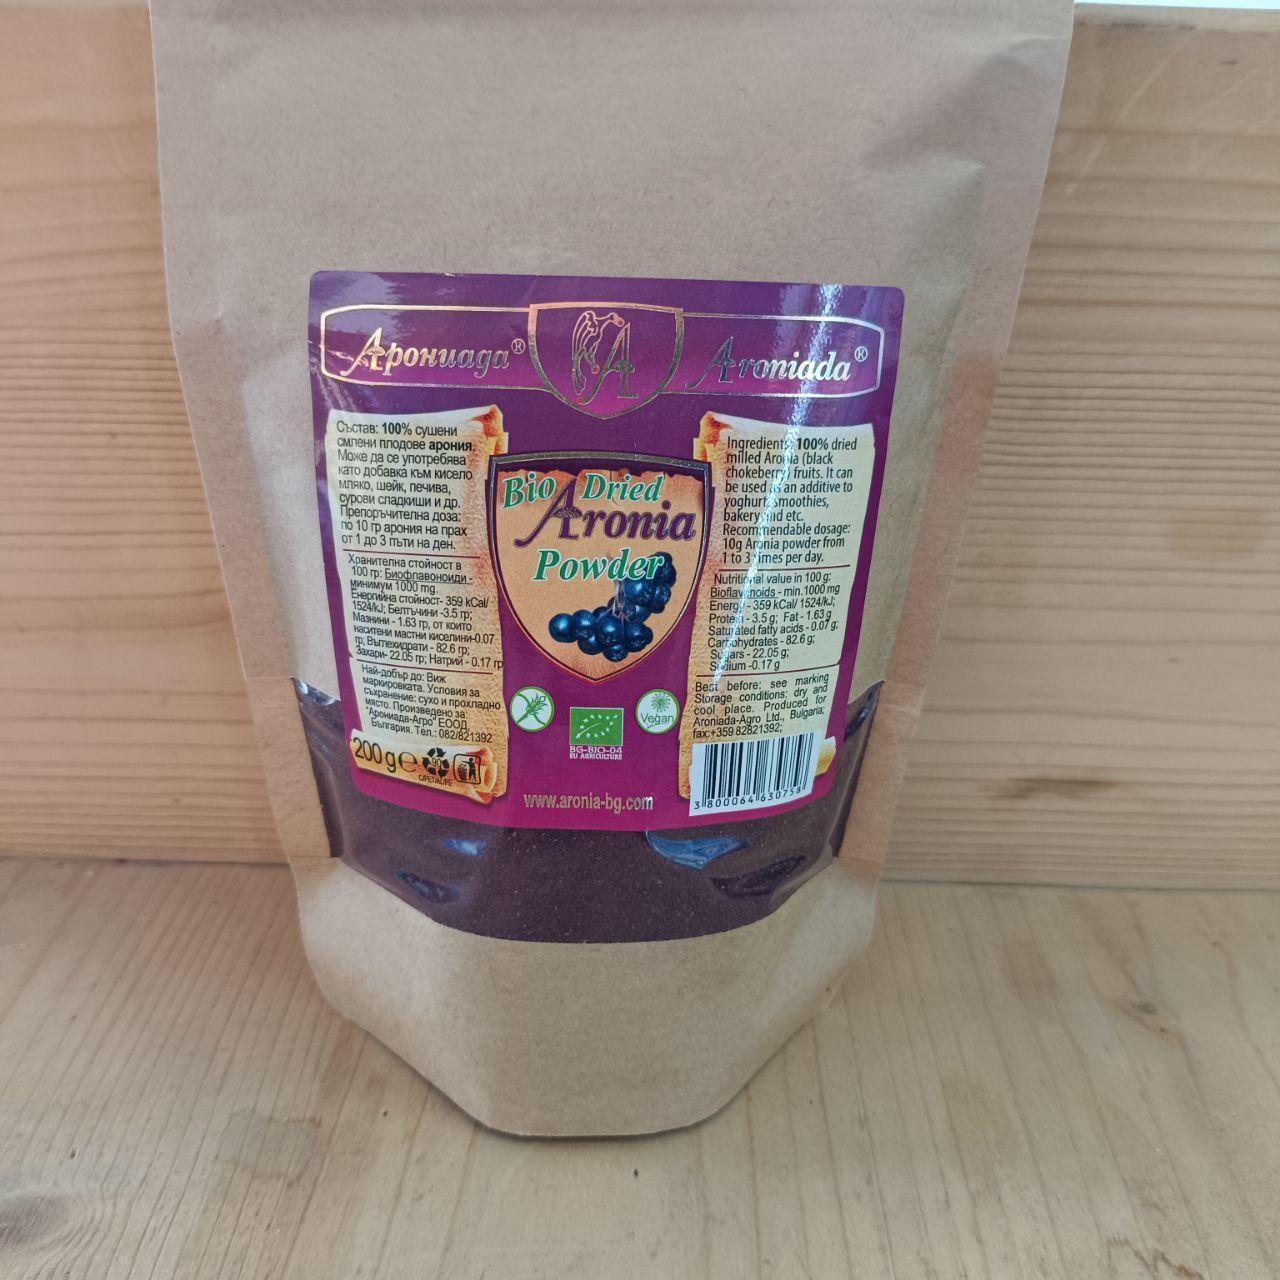 Арониада®
Aroniada®
Състав: 100% сушени
смлени плодове арония.
Може да се употребява
като добавка към кисело
мляко, шейк, печива,
сурови сладкиши и др.
Препоръчителна доза:
по 10 гр арония на прах
от 1 до 3 пъти на ден.
Хранителна стойност в
100 гр: Биофлавоноиди -
минимум 1000 mg.
Енергийна стойност- 359 kCal/
1524/kJ; Белтъчини -3.5 гр;
Мазнини - 1.63 гр, от които
наситени мастни киселини-0.07
гр; Въглехидрати - 82.6 гр;
Захари- 22.05 гр; Натрий - 0.17 гр
Най-добър до: Виж
маркировката. Условия за
съхранение: сухо и прохладно
място. Произведено за:
"Арониада-Агро" ЕООД,
България. Тел.: 082/821392
200 g e
90
C/PET/AL/PE
Bio Dried
Aronia
Powder
Vegan
BG-BIO-04
EU AGRICULTURE
www.aronia-bg.com
Ingredients: 100% dried
milled Aronia (black
chokeberry) fruits. It can
be used as an additive to
yoghurt, smoothies,
bakery and etc.
Recommendable dosage:
10g Aronia powder from
1 to 3 times per day.
Nutritional value in 100 g:
Bioflavonoids - min.1000 mg
Energy - 359 kCal/ 1524/kJ;
Protein - 3.5 g; Fat - 1.63 g
Saturated fatty acids - 0.07 g;
Carbohydrates - 82.6 g;
Sugars - 22.05 g;
Sodium -0.17 g
Best before: see marking
Storage conditions: dry and
cool place. Produced for
Aroniada-Agro Ltd., Bulgaria;
fax:+359 82821392;
3 800064 630758